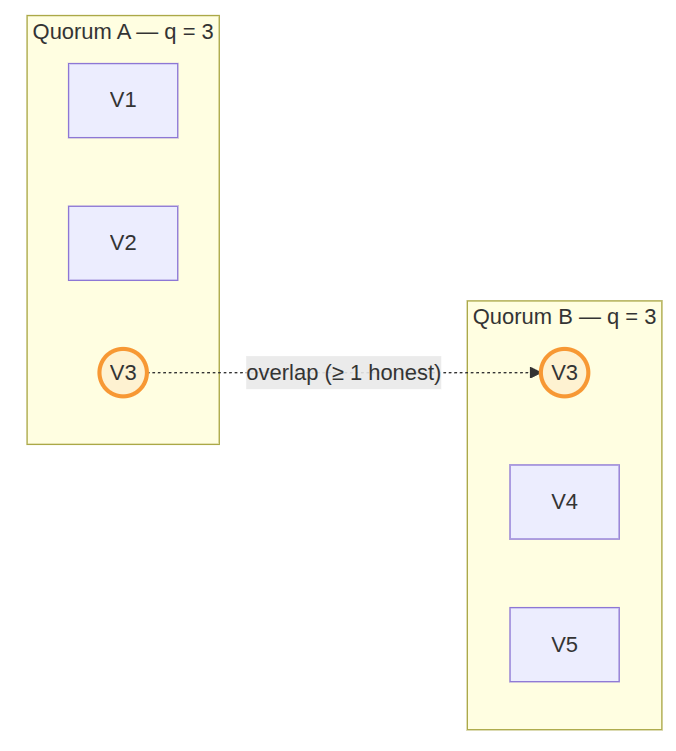 Quorum A — q = 3
V1
V2
V3
overlap (≥ 1 honest)
Quorum B — q = 3
V3
V4
V5